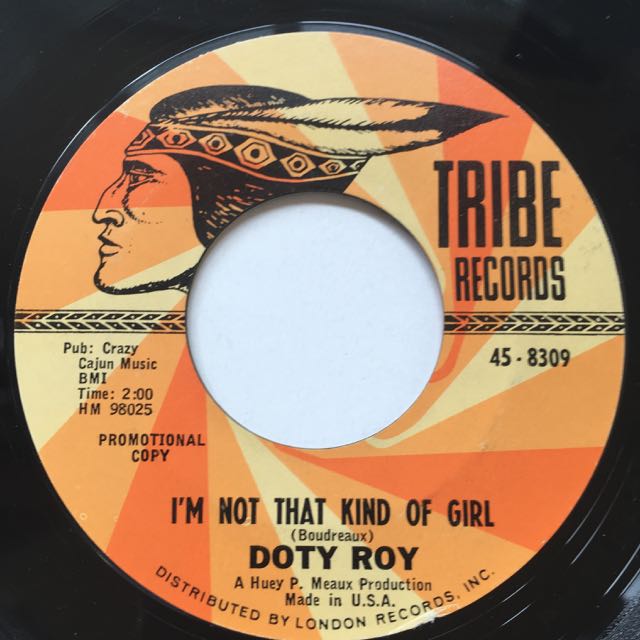 TRIBE
RECORDS
45 - 8309
Pub: Crazy
Cajun Music
BMI
Time: 2:00
HM 98025
PROMOTIONAL
COPY
I'M NOT THAT KIND OF GIRL
(Boudreaux)
DOTY ROY
A Huey P. Meaux Production
Made in U.S.A.
DISTRIBUTED BY LONDON RECORDS, INC.